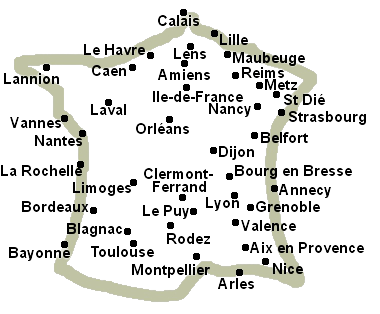 Calais
Lille
Le Havre
Lens
Maubeuge
Lannion
Caen
Amiens
Reims
Metz
Ile-de-France
Laval
Nancy
St Dié
Strasbourg
Vannes
Orléans
Nantes
Belfort
Dijon
La Rochelle
Clermont-
Ferrand
Bourg en Bresse
Limoges
Annecy
Lyon
Bordeaux
Le Puy
Grenoble
Blagnac
Rodez
Valence
Bayonne
Toulouse
Aix en Provence
Montpellier
Nice
Arles